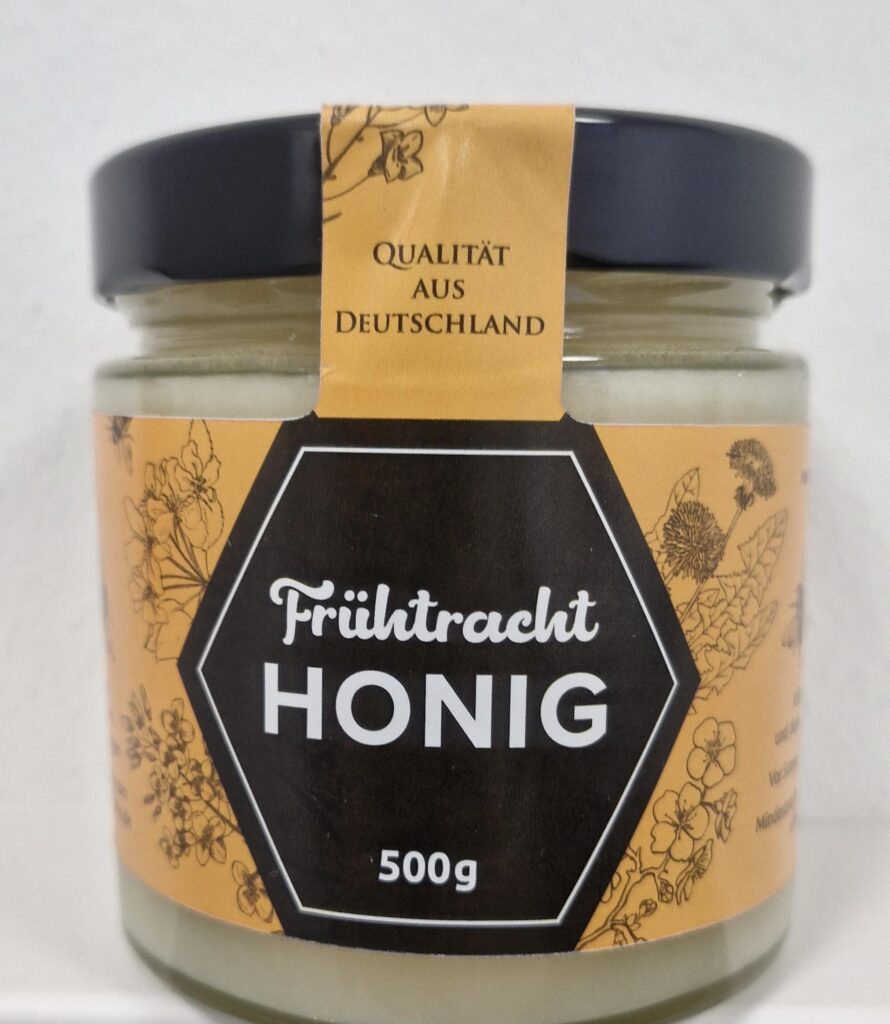 QUALITÄT
AUS
DEUTSCHLAND
Frühtracht
HONIG
500g